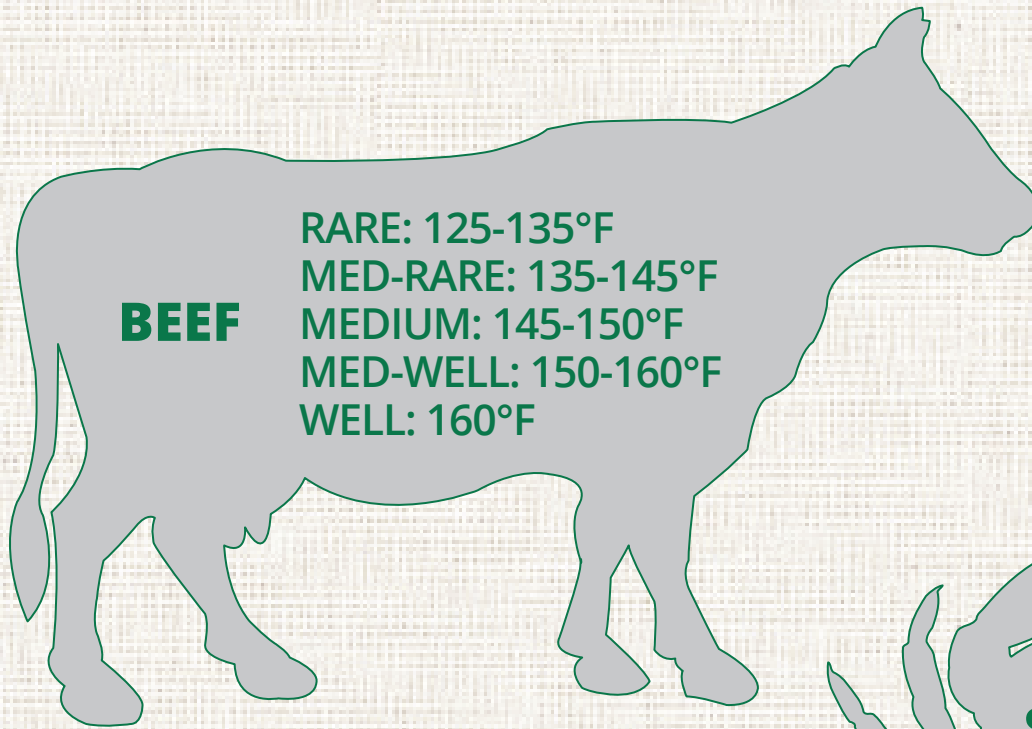 BEEF
RARE: 125-135°F
MED-RARE: 135-145°F
MEDIUM: 145-150°F
MED-WELL: 150-160°F
WELL: 160°F